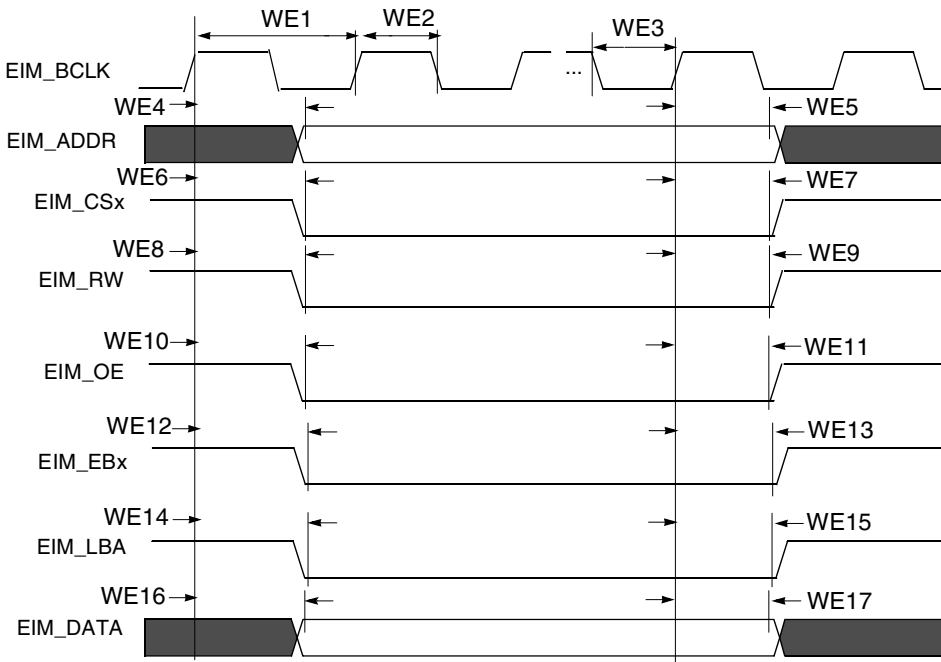 WE1
WE2
WE3
EIM_BCLK
...
WE4
WE5
EIM_ADDR
WE6
WE7
EIM_CSx
WE8
WE9
EIM_RW
WE10
WE11
EIM_OE
WE12
WE13
EIM_EBx
WE14
WE15
EIM_LBA
WE16
WE17
EIM_DATA